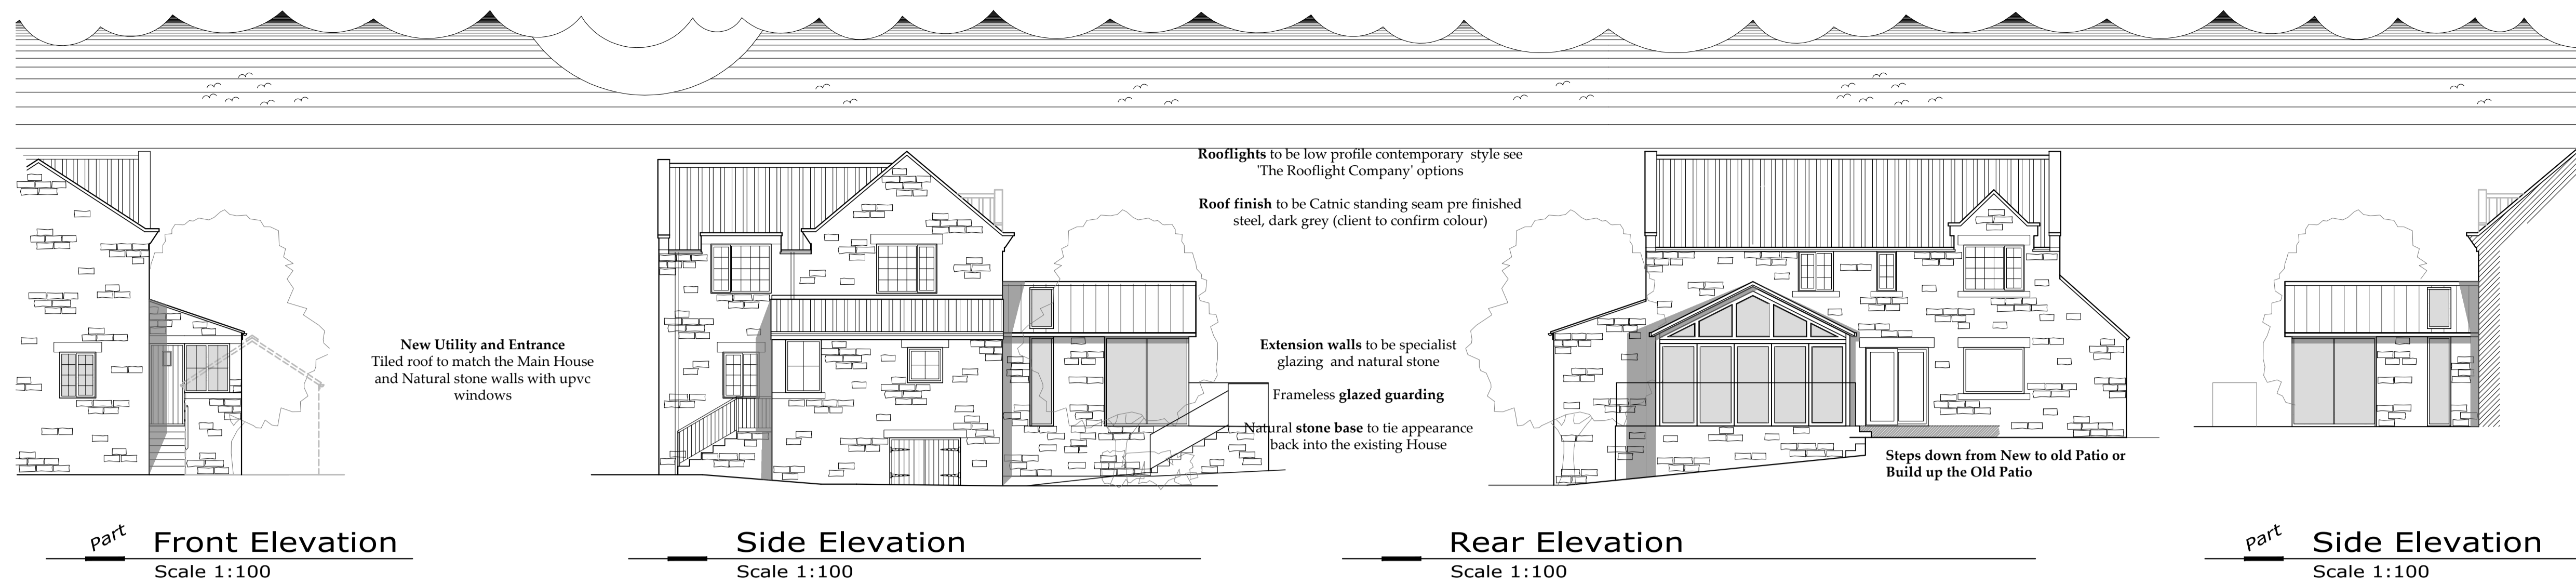 Rooflights to be low profile contemporary style see
'The Rooflight Company' options
Roof finish to be Catnic standing seam pre finished
steel, dark grey (client to confirm colour)
New Utility and Entrance
Tiled roof to match the Main House
and Natural stone walls with upvc
windows
Extension walls to be specialist
glazing and natural stone
Frameless glazed guarding
Natural stone base to tie appearance
back into the existing House
Steps down from New to old Patio or
Build up the Old Patio
Part Front Elevation
Scale 1:100
Side Elevation
Scale 1:100
Rear Elevation
Scale 1:100
Part Side Elevation
Scale 1:100